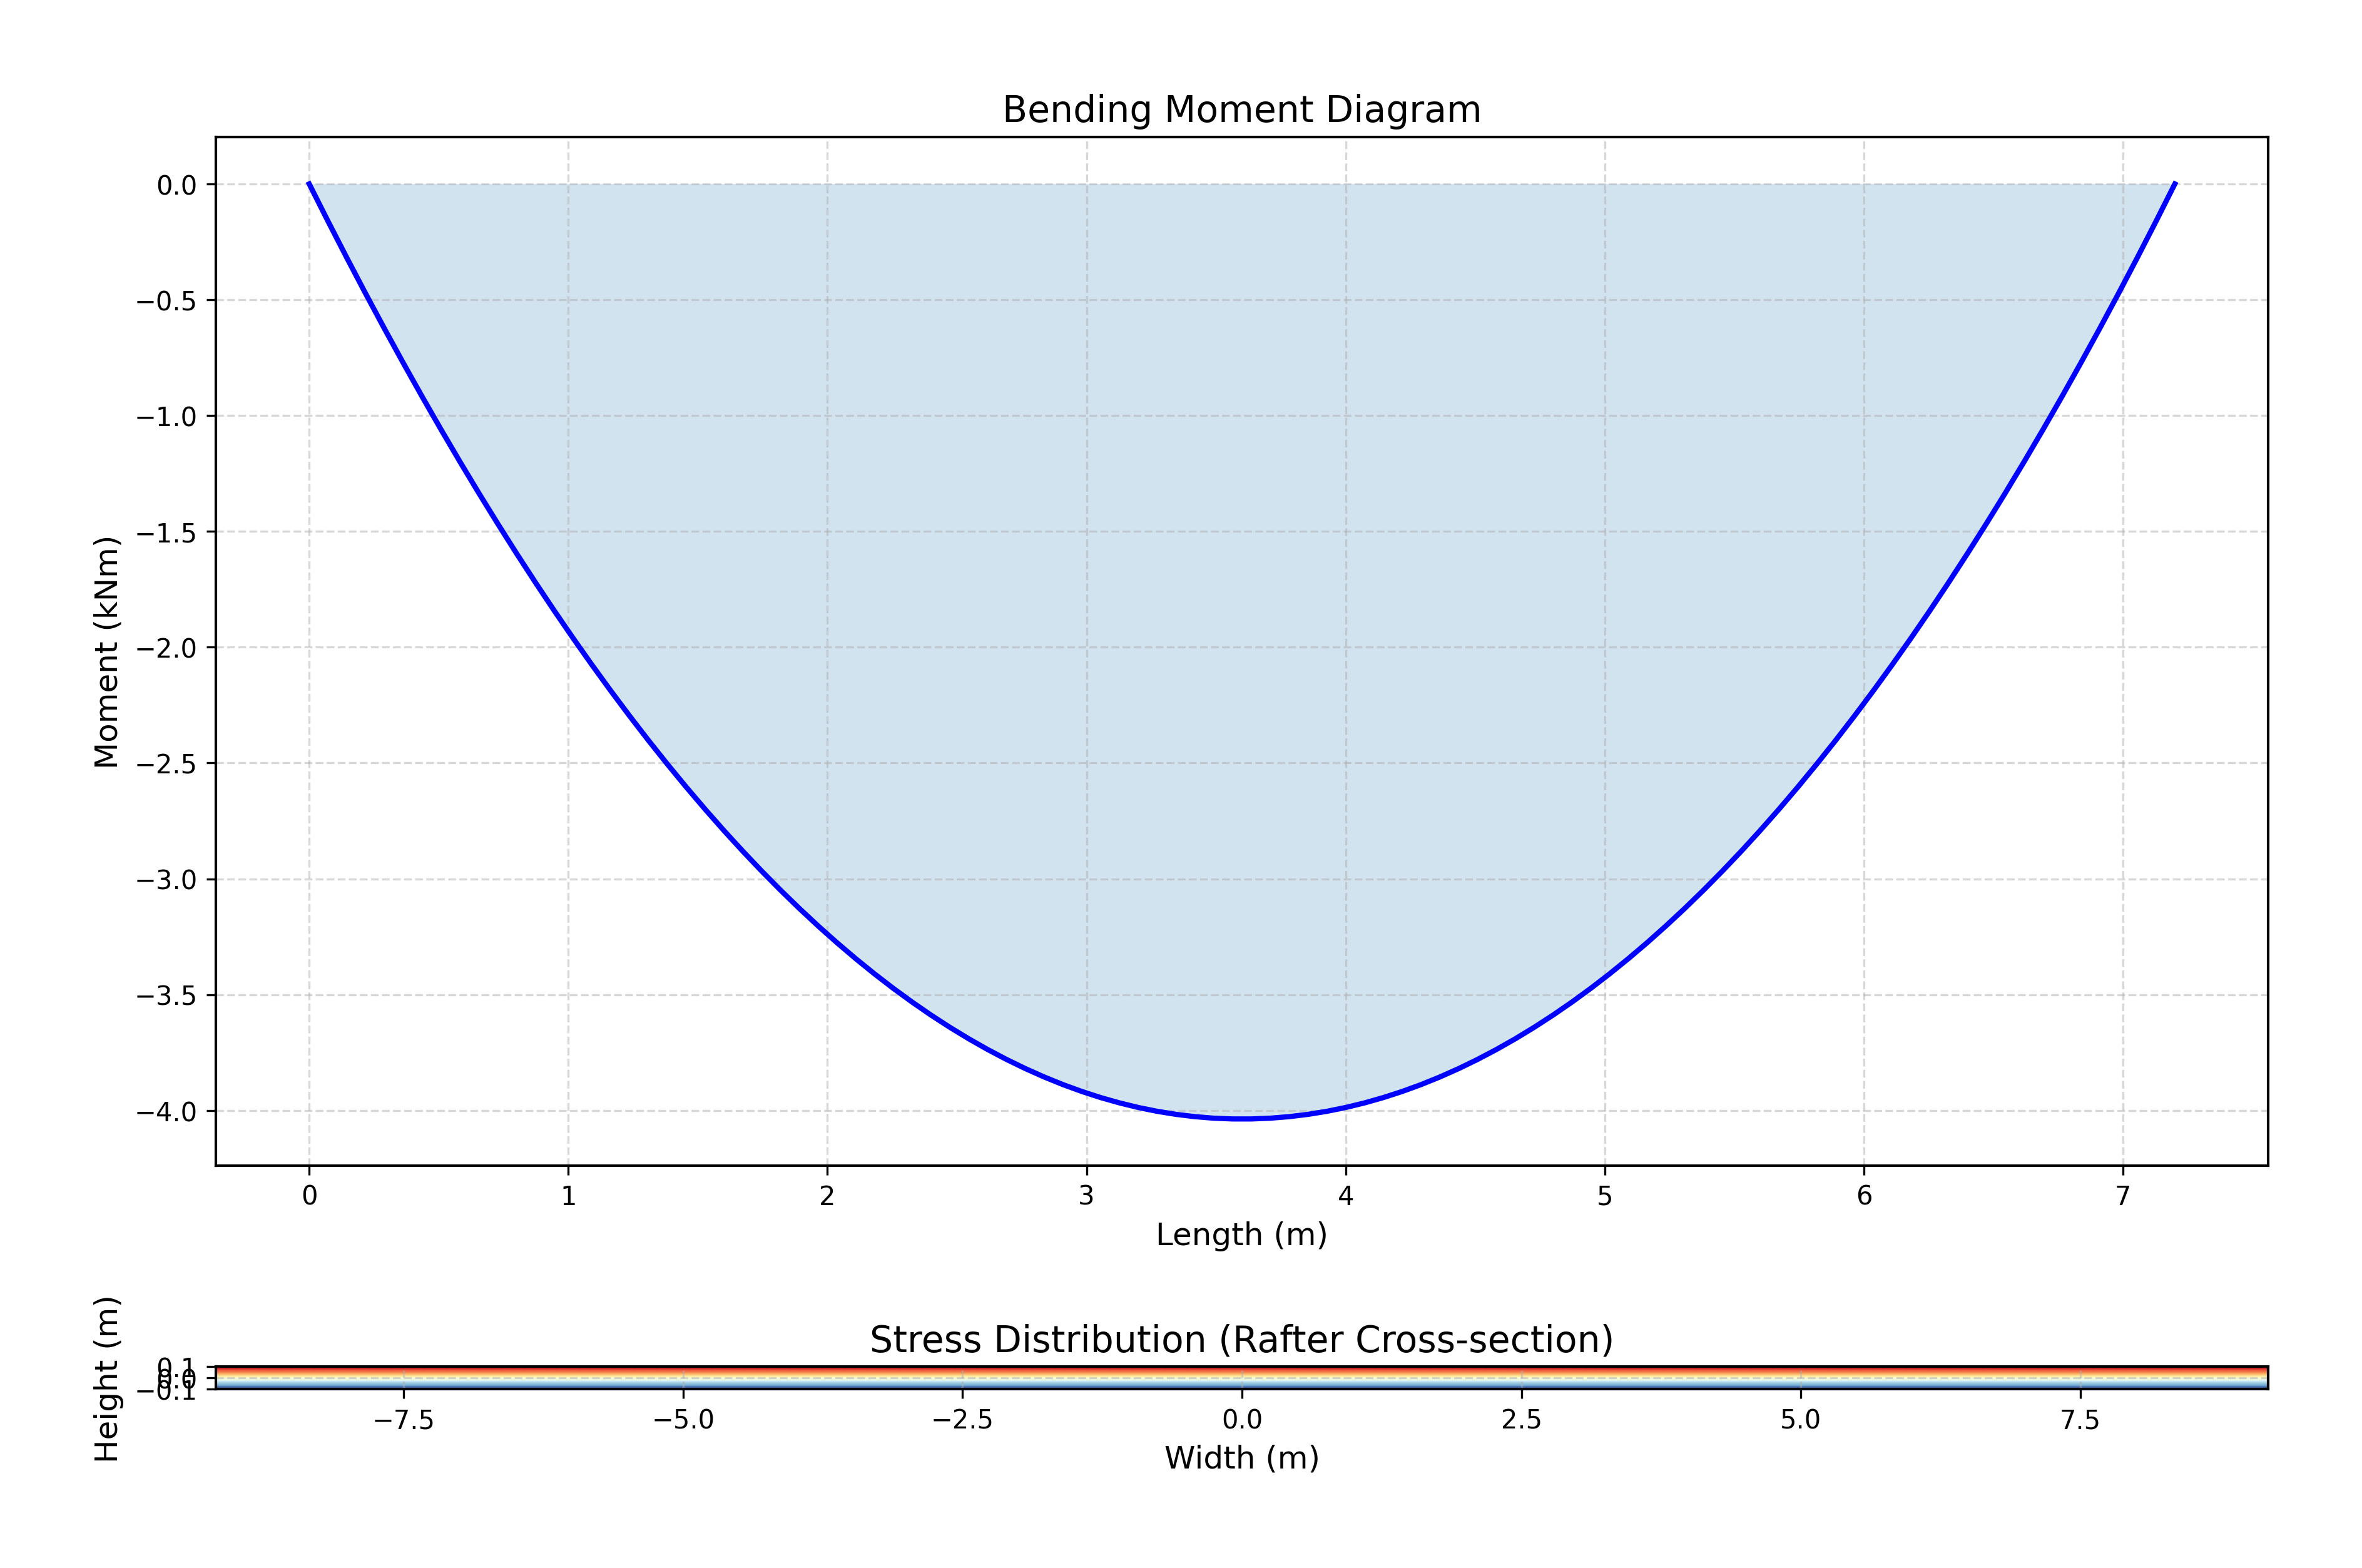 Bending Moment Diagram
Moment (kNm)
0.0
−0.5
−1.0
−1.5
−2.0
−2.5
−3.0
−3.5
−4.0
0 1 2 3 4 5 6 7
Length (m)
Stress Distribution (Rafter Cross-section)
Height (m)
0.1
0.0
−0.1
−7.5 −5.0 −2.5 0.0 2.5 5.0 7.5
Width (m)